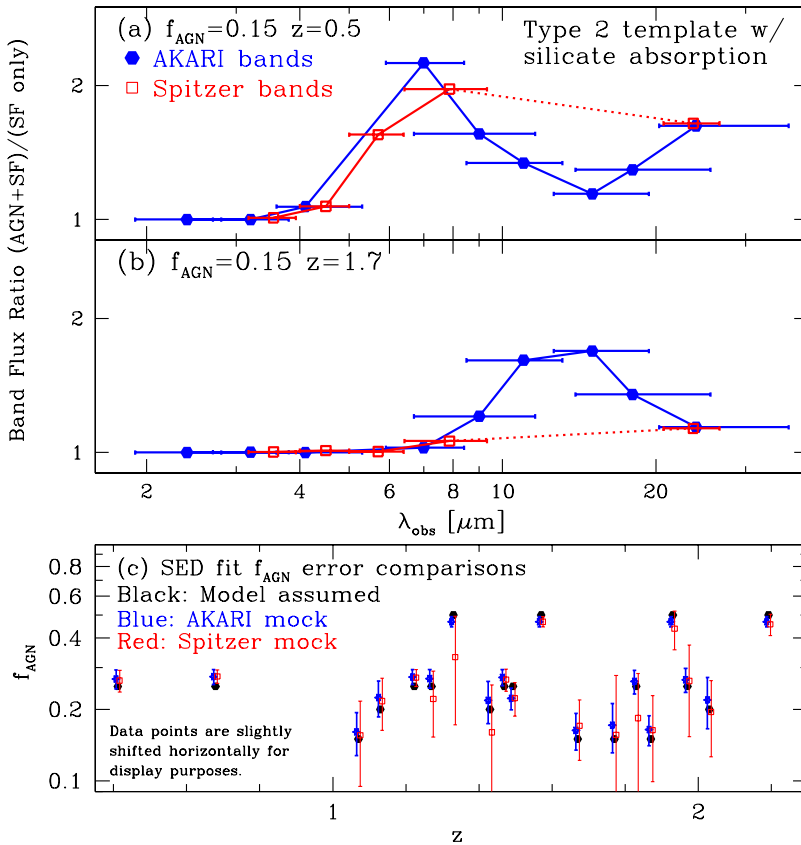 (a) f_AGN=0.15 z=0.5
Type 2 template w/
silicate absorption
AKARI bands
Spitzer bands
2
1
Band Flux Ratio (AGN+SF)/(SF only)
(b) f_AGN=0.15 z=1.7
2
1
2 4 6 8 10 20
λ_obs [μm]
(c) SED fit f_AGN error comparisons
Black: Model assumed
Blue: AKARI mock
Red: Spitzer mock
0.8
0.6
0.4
0.2
0.1
f_AGN
Data points are slightly
shifted horizontally for
display purposes.
1 2
z